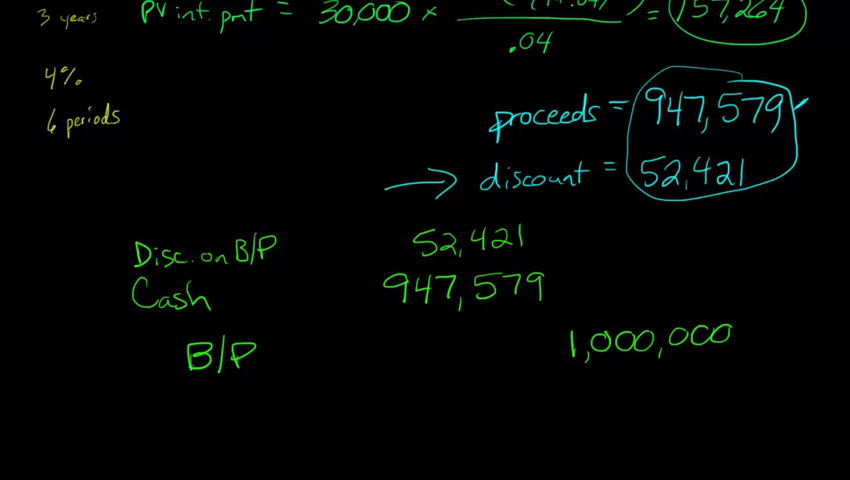 3 years PV int. pmt = 30,000 × = 157,264
.04
4%
6 periods
proceeds = 947,579
→ discount = 52,421
Disc. on B/P 52,421
Cash 947,579
B/P 1,000,000